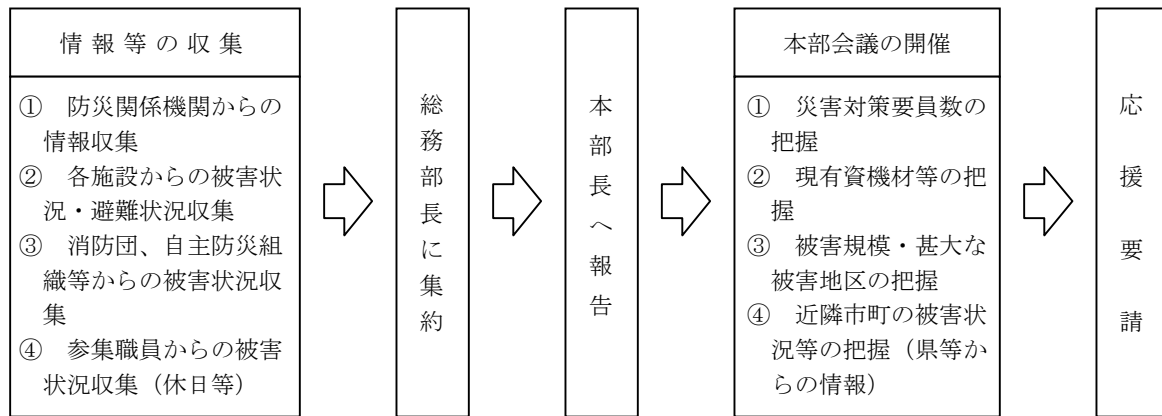 情報等の収集
① 防災関係機関からの
情報収集
② 各施設からの被害状
況・避難状況収集
③ 消防団、自主防災組
織等からの被害状況収
集
④ 参集職員からの被害
状況収集（休日等）
総務部長に集約
本部長へ報告
本部会議の開催
① 災害対策要員数の
把握
② 現有資機材等の把
握
③ 被害規模・甚大な
被害地区の把握
④ 近隣市町の被害状
況等の把握（県等か
らの情報）
応援要請